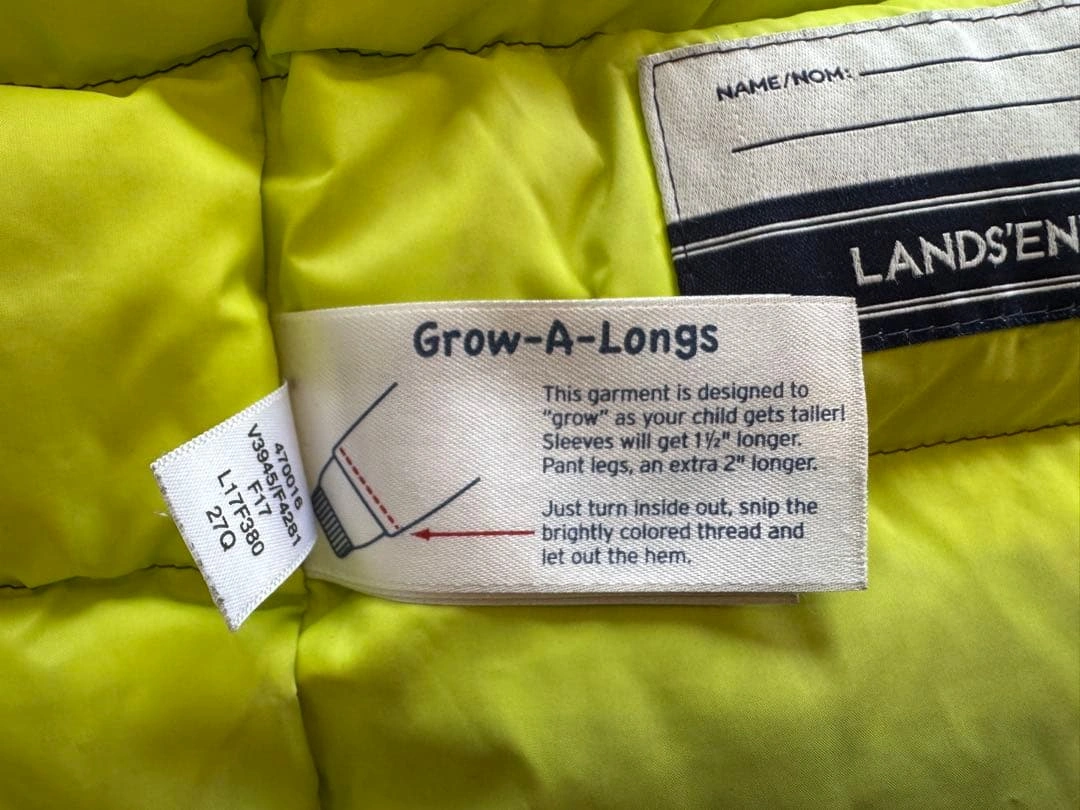 NAME/NOM:
LANDS'EN
Grow-A-Longs
This garment is designed to
"grow" as your child gets taller!
Sleeves will get 1½" longer.
Pant legs, an extra 2" longer.
Just turn inside out, snip the
brightly colored thread and
let out the hem.
470016
V3945/F4281
F17
L17F380
27Q